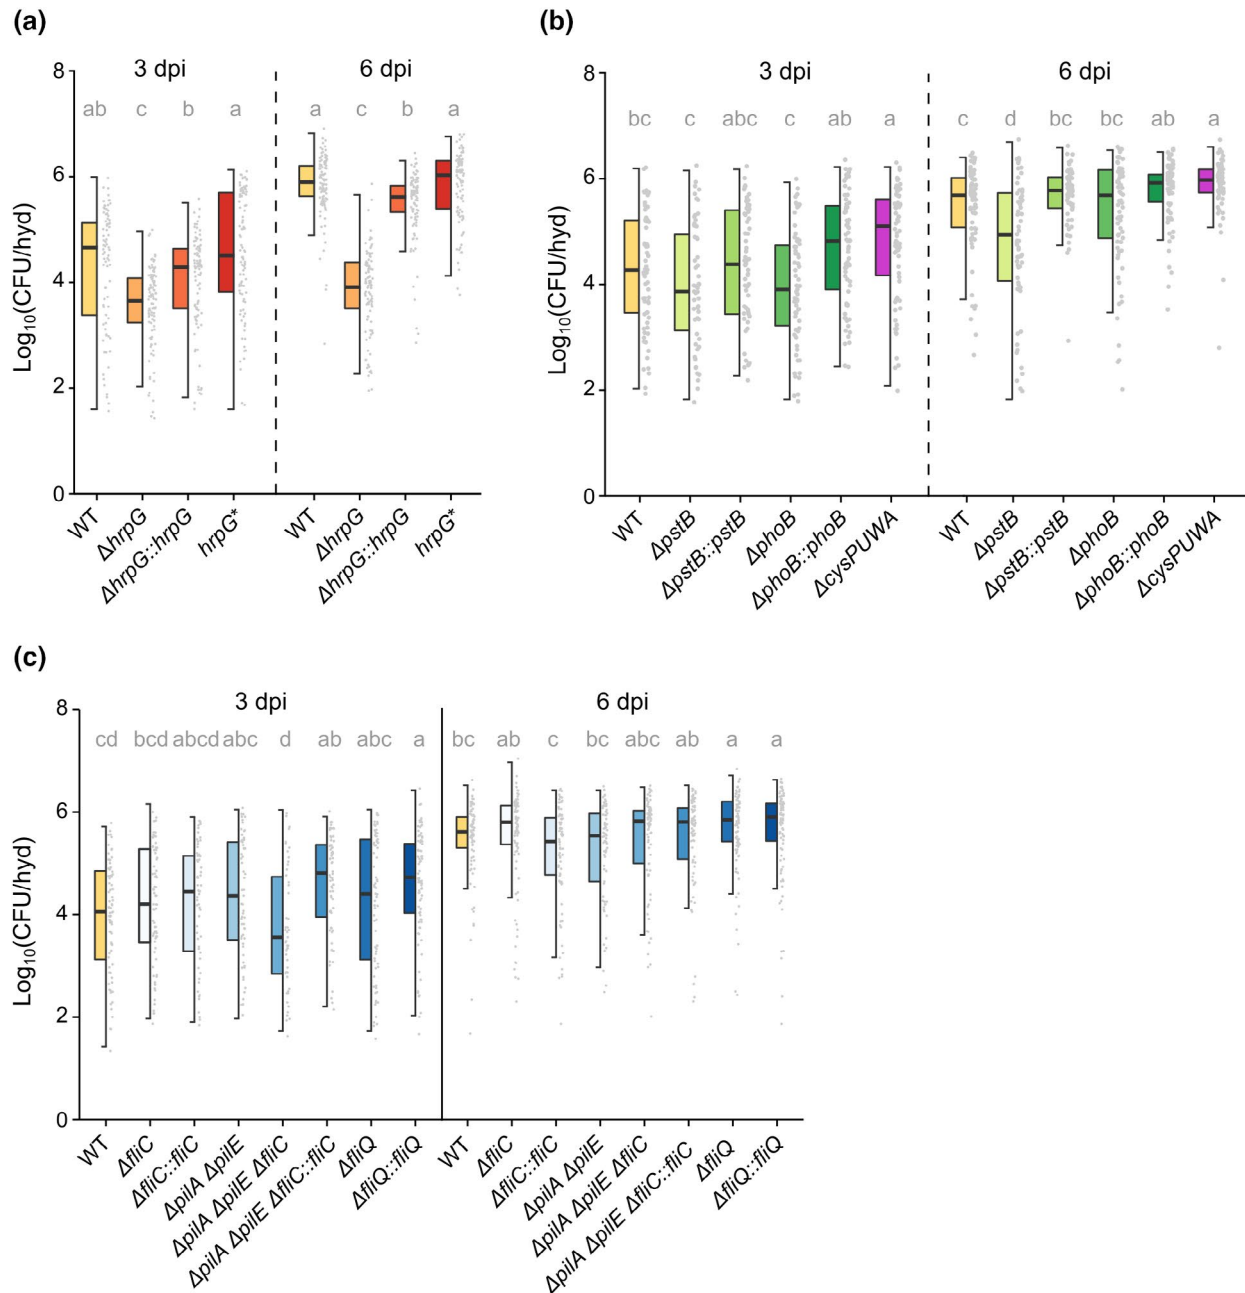 (a)
3 dpi 6 dpi
Log10(CFU/hyd)
8
6
4
2
0
ab c b a a c b a
WT ΔhrpG ΔhrpG::hrpG hrpG* WT ΔhrpG ΔhrpG::hrpG hrpG*
(b)
3 dpi 6 dpi
Log10(CFU/hyd)
8
6
4
2
0
bc c abc c ab a c d bc bc ab a
WT ΔpstB ΔpstB::pstB ΔphoB ΔphoB::phoB ΔcysPUWA WT ΔpstB ΔpstB::pstB ΔphoB ΔphoB::phoB ΔcysPUWA
(c)
3 dpi 6 dpi
Log10(CFU/hyd)
8
6
4
2
0
cd bcd abcd abc d ab abc a bc ab c bc abc ab a a
WT ΔfliC ΔfliC::fliC ΔpilA ΔpilE ΔpilA ΔpilE ΔfliC ΔpilA ΔpilE ΔfliC::fliC ΔfliQ ΔfliQ::fliQ WT ΔfliC ΔfliC::fliC ΔpilA ΔpilE ΔpilA ΔpilE ΔfliC ΔpilA ΔpilE ΔfliC::fliC ΔfliQ ΔfliQ::fliQ